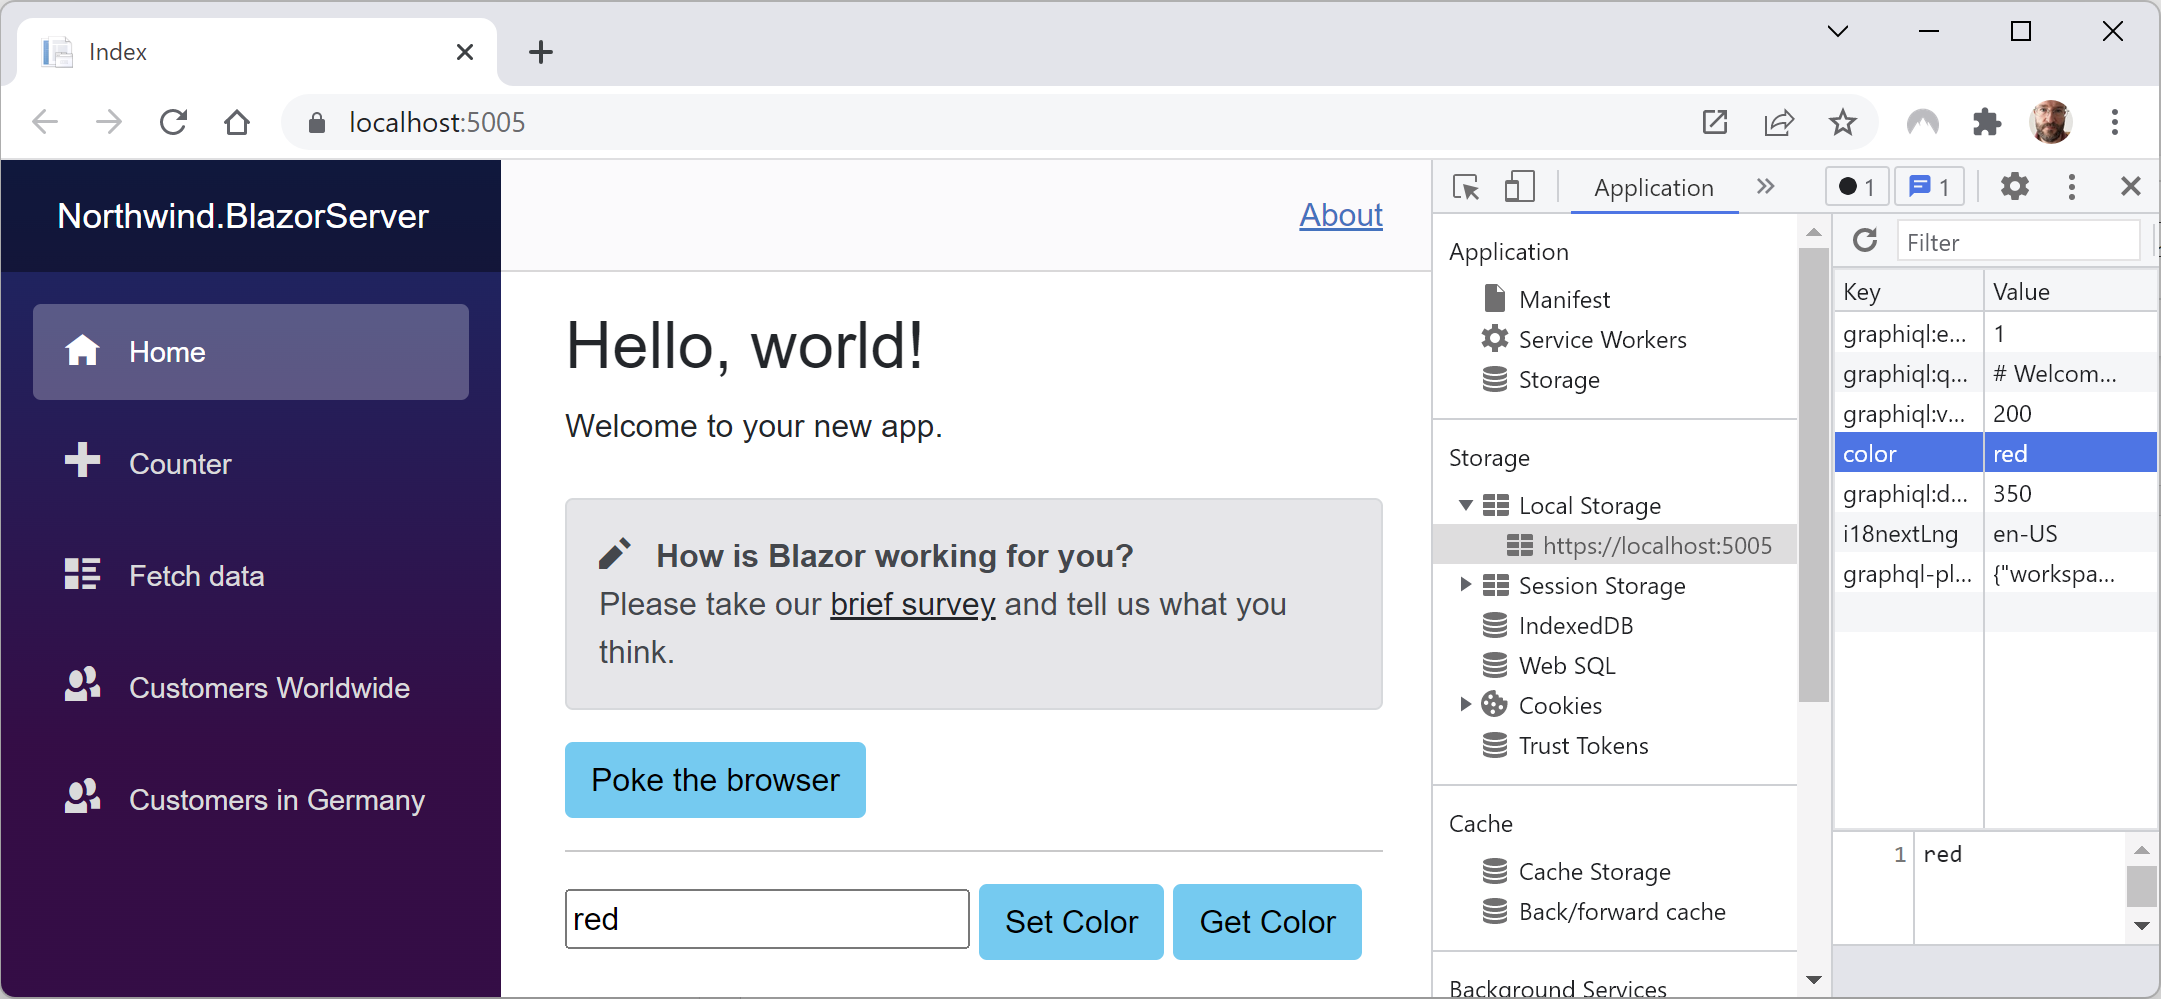 Index
localhost:5005
Northwind.BlazorServer
Home
Counter
Fetch data
Customers Worldwide
Customers in Germany
About
Hello, world!
Welcome to your new app.
How is Blazor working for you?
Please take our brief survey and tell us what you
think.
Poke the browser
red
Set Color
Get Color
Application
1
1
Application
Manifest
Service Workers
Storage
Storage
Local Storage
https://localhost:5005
Session Storage
IndexedDB
Web SQL
Cookies
Trust Tokens
Cache
Cache Storage
Back/forward cache
Background Services
Filter
Key Value
graphiql:e... 1
graphiql:q... # Welcom...
graphiql:v... 200
color red
graphiql:d... 350
i18nextLng en-US
graphql-pl... {"workspa...
1 red